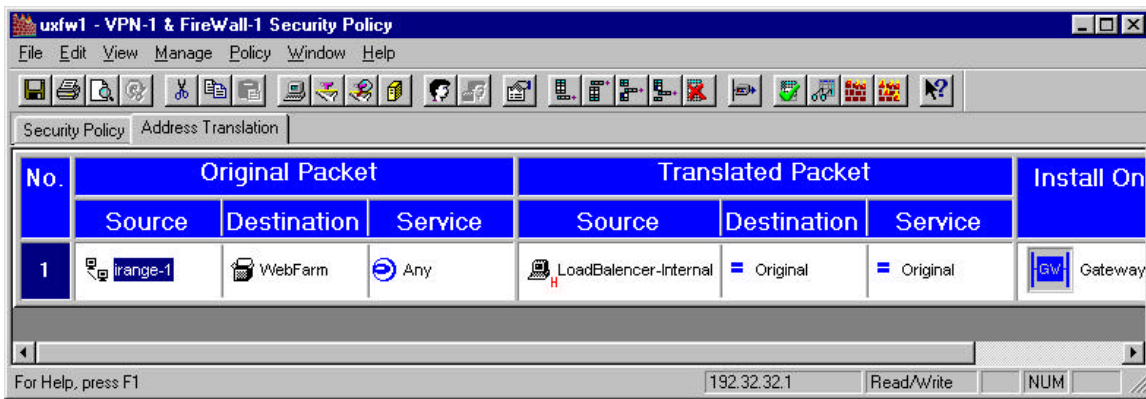 uxfw1 - VPN-1 & FireWall-1 Security Policy
File Edit View Manage Policy Window Help
Security Policy Address Translation
No. Original Packet Translated Packet Install On
Source Destination Service Source Destination Service
1 irange-1 WebFarm Any H LoadBalencer-Internal = Original = Original GW Gateway
For Help, press F1 192.32.32.1 Read/Write NUM